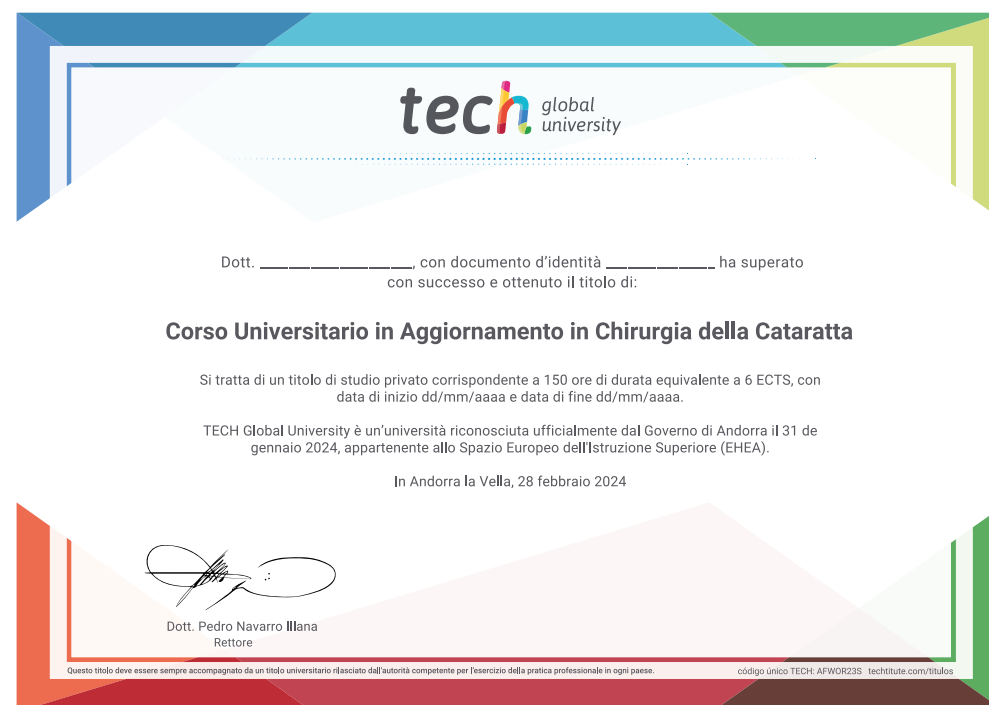 tech global university
Dott. ____________________, con documento d'identità ______________ ha superato
con successo e ottenuto il titolo di:
Corso Universitario in Aggiornamento in Chirurgia della Cataratta
Si tratta di un titolo di studio privato corrispondente a 150 ore di durata equivalente a 6 ECTS, con
data di inizio dd/mm/aaaa e data di fine dd/mm/aaaa.
TECH Global University è un'università riconosciuta ufficialmente dal Governo di Andorra il 31 de
gennaio 2024, appartenente allo Spazio Europeo dell'Istruzione Superiore (EHEA).
In Andorra la Vella, 28 febbraio 2024
Dott. Pedro Navarro Illana
Rettore
Questo titolo deve essere sempre accompagnato da un titolo universitario rilasciato dall'autorità competente per l'esercizio della pratica professionale in ogni paese.
código único TECH: AFWOR23S techtitute.com/titulos